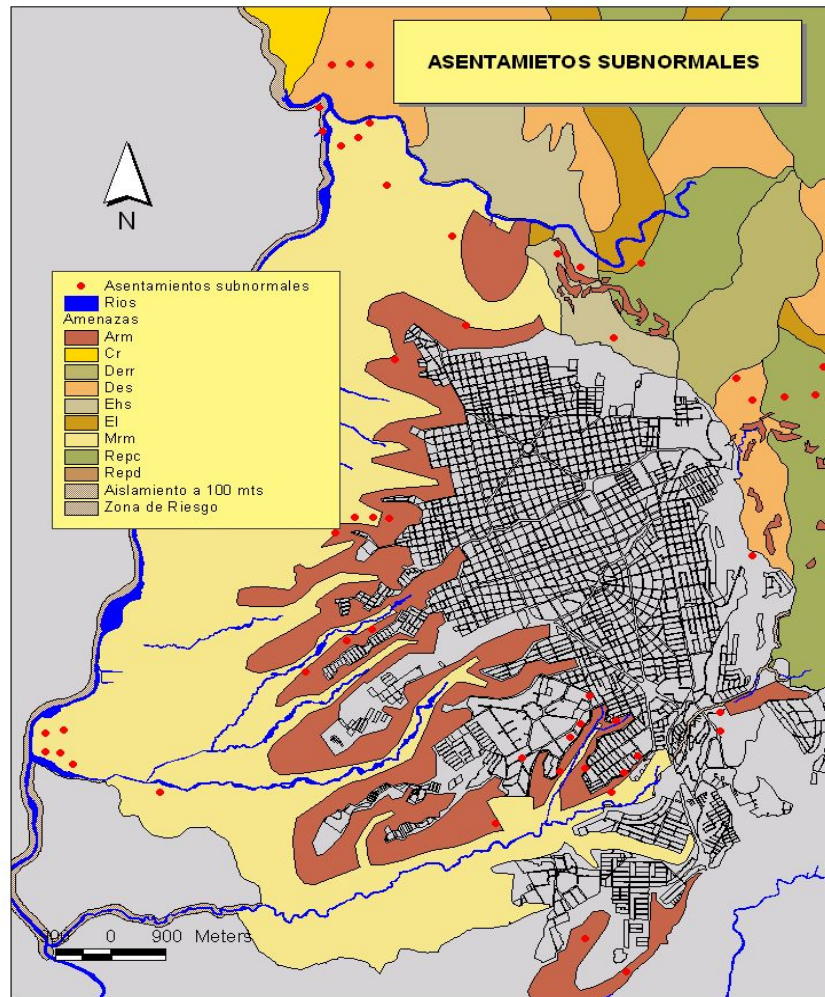 ASENTAMIETOS SUBNORMALES
N
Asentamientos subnormales
Rios
Amenazas
Arm
Cr
Derr
Des
Ehs
El
Mrm
Repc
Repd
Aislamiento a 100 mts
Zona de Riesgo
0 900 Meters